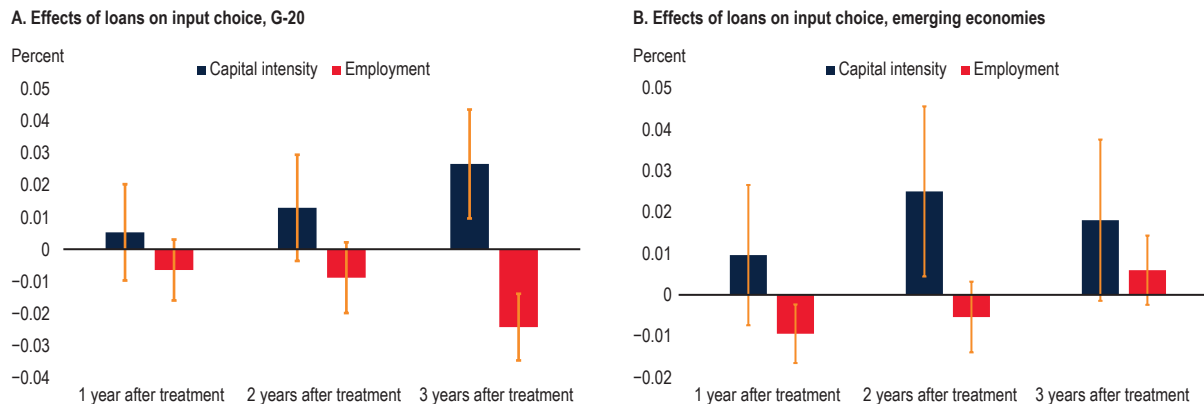 A. Effects of loans on input choice, G-20
Percent
Capital intensity Employment
0.05
0.04
0.03
0.02
0.01
0
−0.01
−0.02
−0.03
−0.04
1 year after treatment 2 years after treatment 3 years after treatment
B. Effects of loans on input choice, emerging economies
Percent
Capital intensity Employment
0.05
0.04
0.03
0.02
0.01
0
−0.01
−0.02
1 year after treatment 2 years after treatment 3 years after treatment